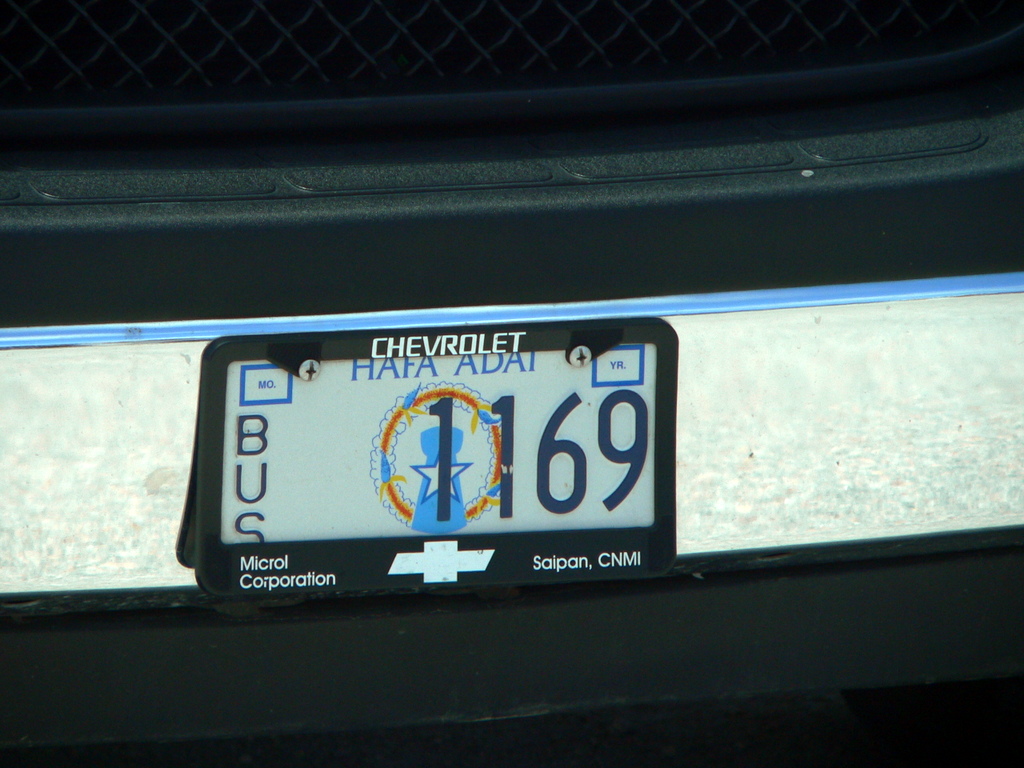 CHEVROLET
HAFA ADAI
MO.
YR.
BUS
1169
Microl
Corporation
Saipan, CNMI